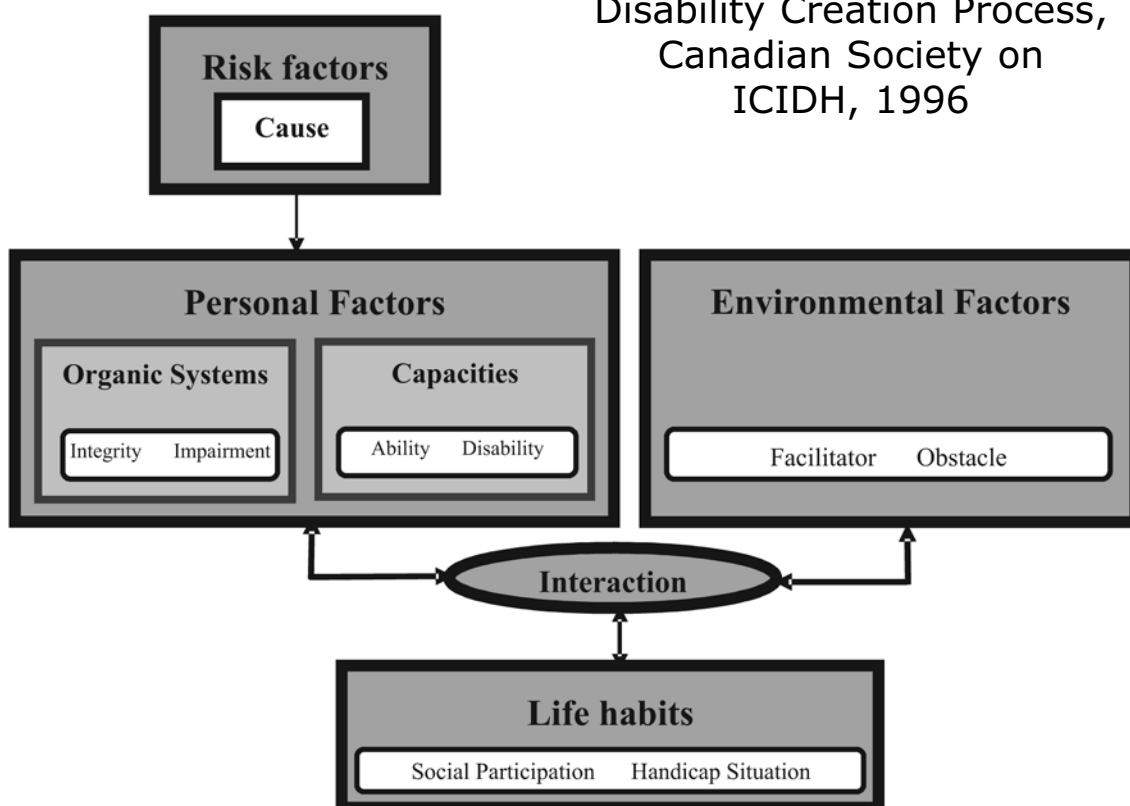 Disability Creation Process,
Canadian Society on
ICIDH, 1996
Risk factors
Cause
Personal Factors
Organic Systems
Integrity Impairment
Capacities
Ability Disability
Environmental Factors
Facilitator Obstacle
Interaction
Life habits
Social Participation Handicap Situation